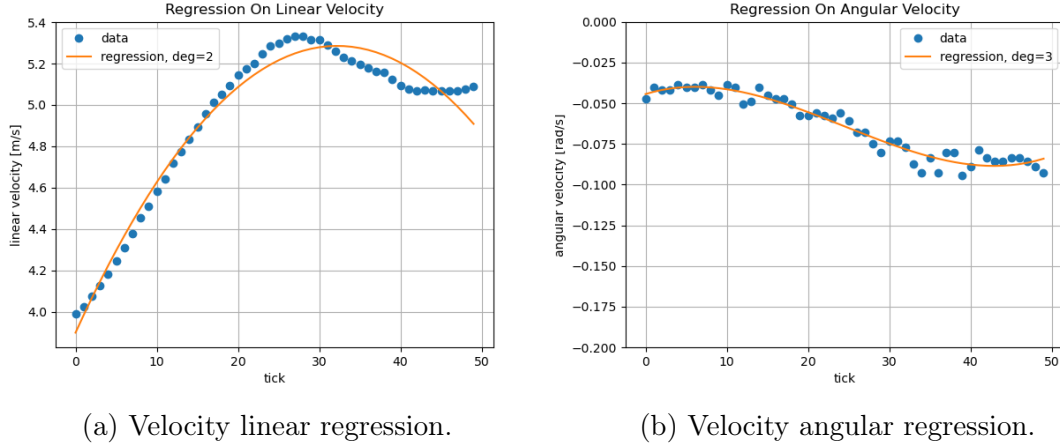 Regression On Linear Velocity
data
regression, deg=2
linear velocity [m/s]
5.4
5.2
5.0
4.8
4.6
4.4
4.2
4.0
0 10 20 30 40 50
tick
(a) Velocity linear regression.
Regression On Angular Velocity
data
regression, deg=3
angular velocity [rad/s]
0.000
−0.025
−0.050
−0.075
−0.100
−0.125
−0.150
−0.175
−0.200
0 10 20 30 40 50
tick
(b) Velocity angular regression.